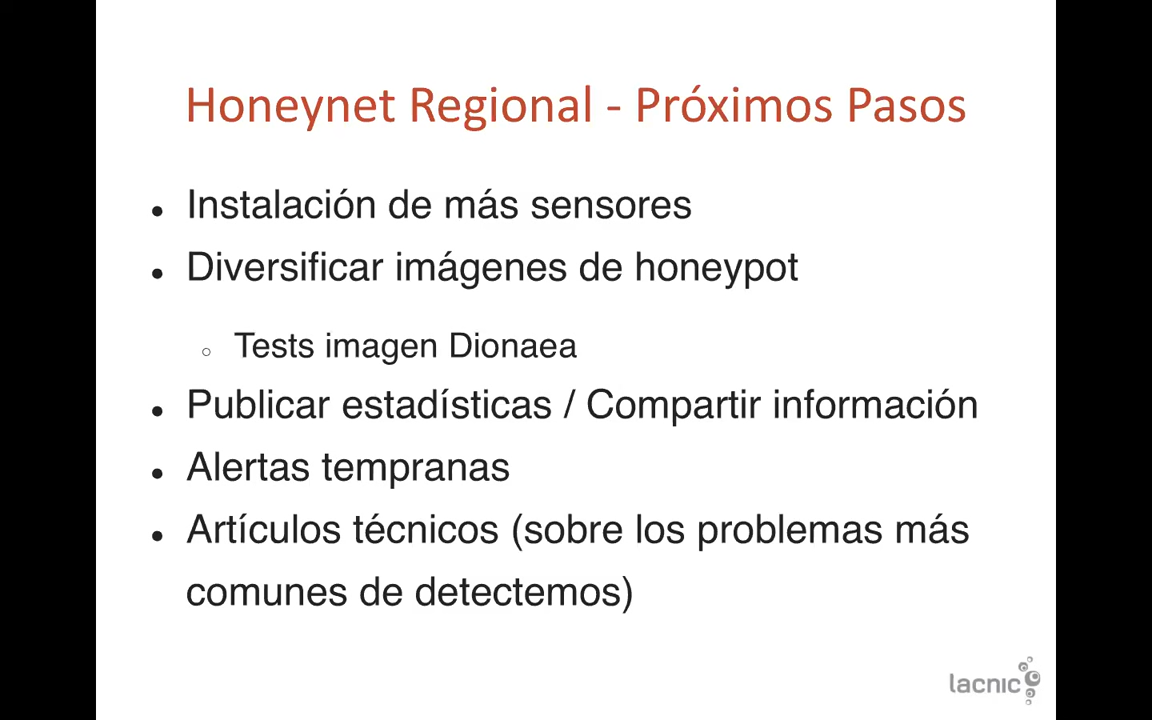 Honeynet Regional - Próximos Pasos
• Instalación de más sensores
• Diversificar imágenes de honeypot
○ Tests imagen Dionaea
• Publicar estadísticas / Compartir información
• Alertas tempranas
• Artículos técnicos (sobre los problemas más
comunes de detectemos)
lacnic